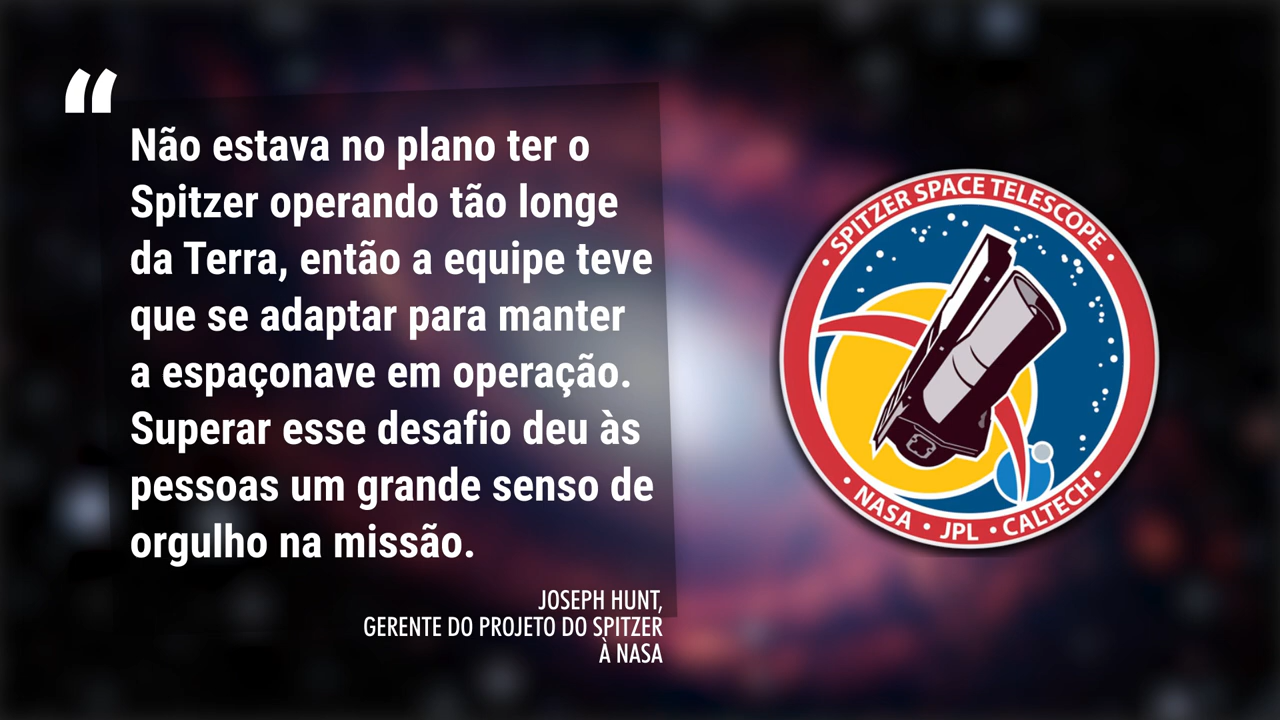 “
Não estava no plano ter o
Spitzer operando tão longe
da Terra, então a equipe teve
que se adaptar para manter
a espaçonave em operação.
Superar esse desafio deu às
pessoas um grande senso de
orgulho na missão.
JOSEPH HUNT,
GERENTE DO PROJETO DO SPITZER
À NASA
• SPITZER SPACE TELESCOPE •
• NASA • JPL • CALTECH •